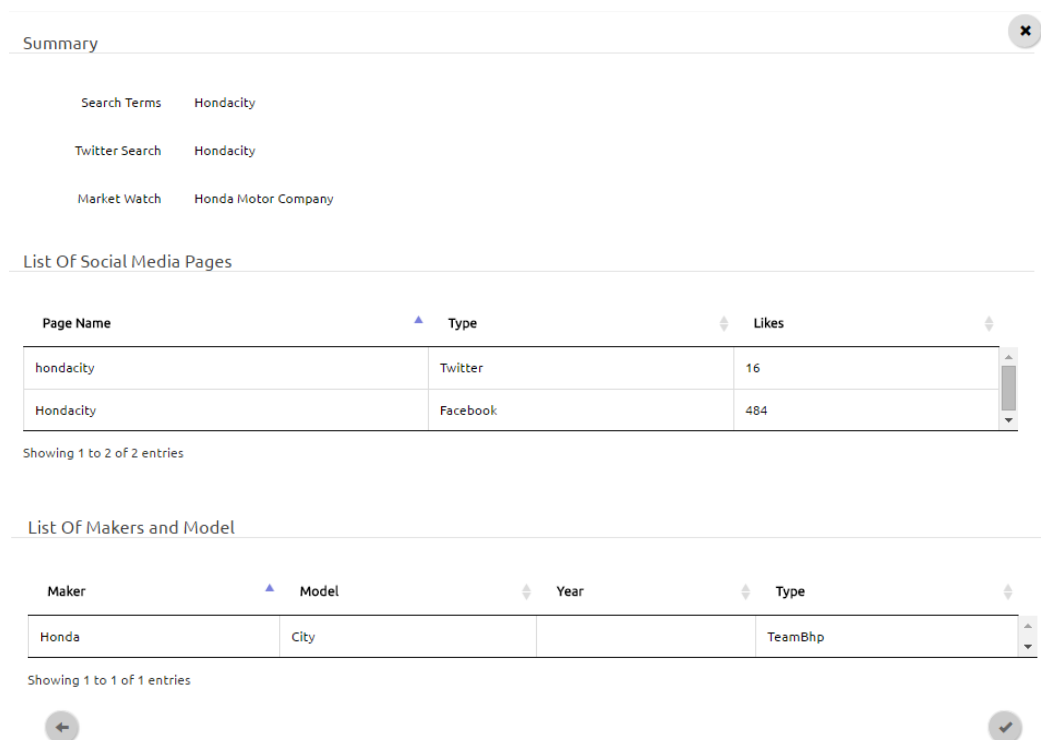 Summary
Search Terms Hondacity
Twitter Search Hondacity
Market Watch Honda Motor Company
List Of Social Media Pages
Page Name Type Likes
hondacity Twitter 16
Hondacity Facebook 484
Showing 1 to 2 of 2 entries
List Of Makers and Model
Maker Model Year Type
Honda City TeamBhp
Showing 1 to 1 of 1 entries